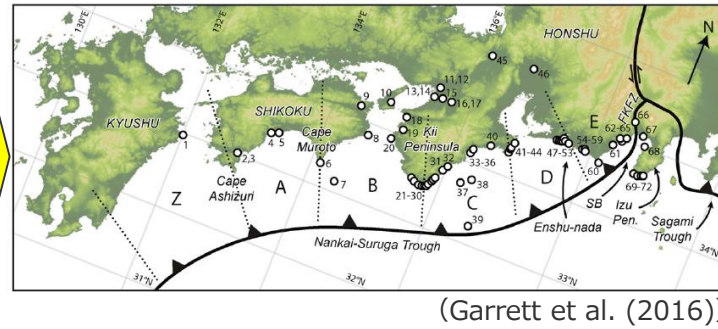 130°E
132°E
134°E
136°E
HONSHU
N
45
46
11,12
13,14
15
16,17
9
10
SHIKOKU
KYUSHU
18
19
Kii
Peninsula
20
8
4 5
Cape
Muroto
1
2,3
6
7
Cape
Ashizuri
Z
A
B
C
D
E
21-30
31
32
33-36
37
38
39
40
41-44
47-53
54-59
60
61
62-65
FKFZ
66
67
68
69-72
Enshu-nada
SB
Izu
Pen.
Sagami
Trough
Nankai-Suruga Trough
31°N
32°N
33°N
34°N
(Garrett et al. (2016))